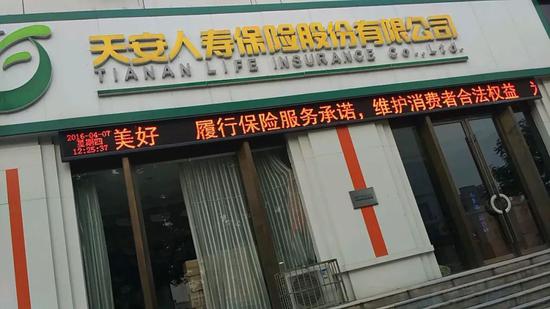 天安人寿保险股份有限公司
TIANAN LIFE INSURANCE Co.,Ltd.
2016-04-07
星期四
12:25:37
美好 履行保险服务承诺，维护消费者合法权益